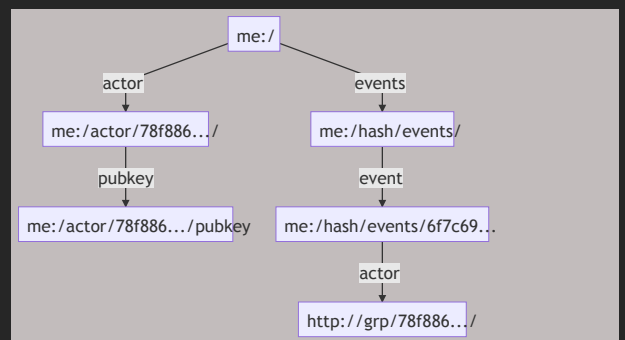 me:/
actor
events
me:/actor/78f886.../
me:/hash/events/
pubkey
event
me:/actor/78f886.../pubkey
me:/hash/events/6f7c69...
actor
http://grp/78f886.../